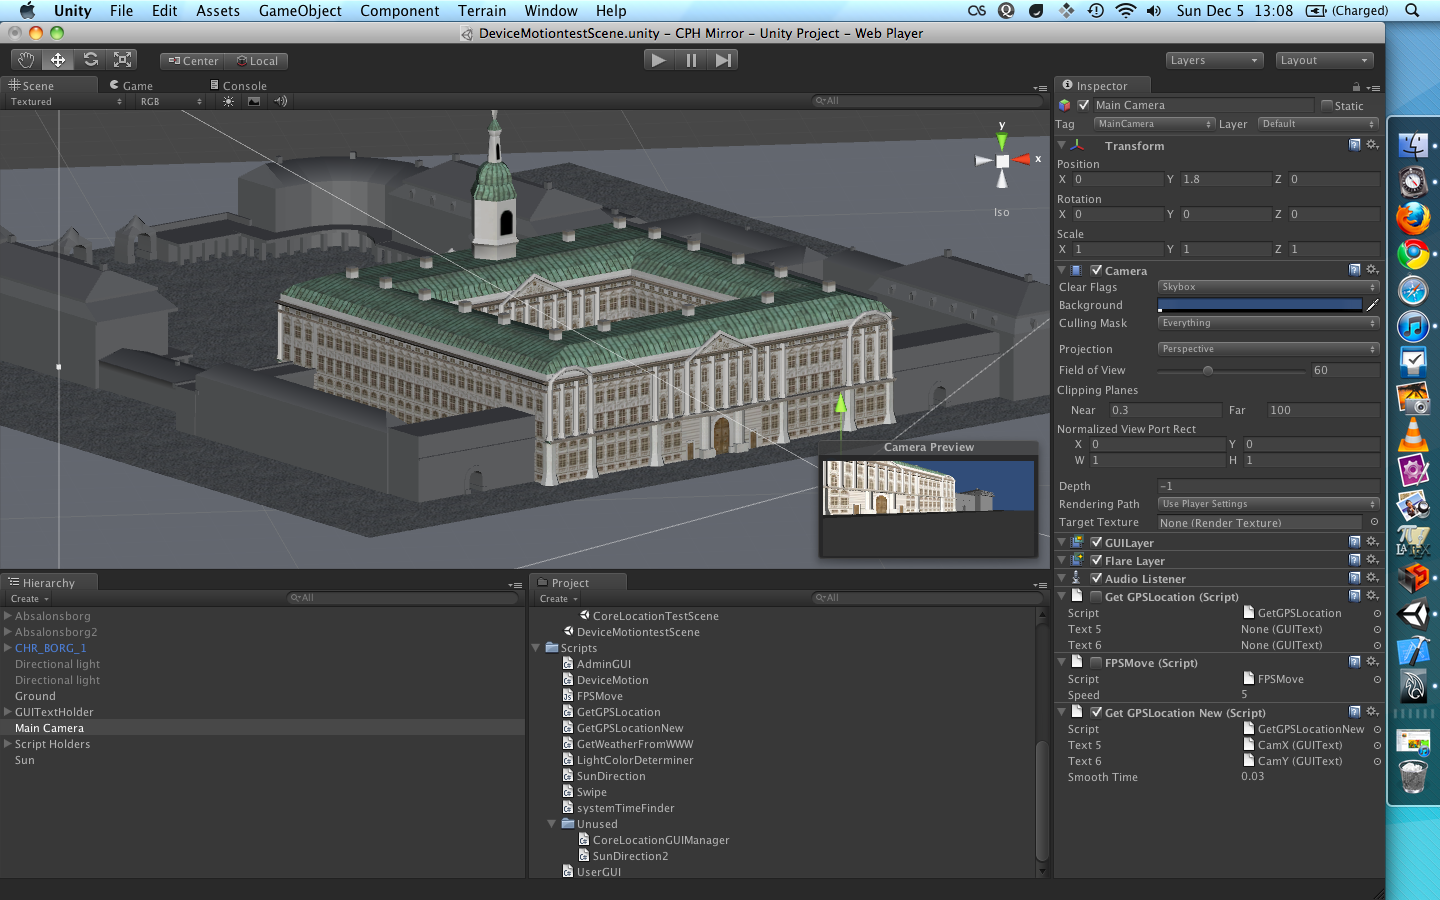 Unity File Edit Assets GameObject Component Terrain Window Help Sun Dec 5 13:08 (Charged)
DeviceMotiontestScene.unity – CPH Mirror – Unity Project – Web Player
Center Local Layers Layout
Scene Game Console
Textured RGB All
y
x
Iso
Camera Preview
Inspector
Main Camera Static
Tag MainCamera Layer Default
Transform
Position
X 0 Y 1.8 Z 0
Rotation
X 0 Y 0 Z 0
Scale
X 1 Y 1 Z 1
Camera
Clear Flags Skybox
Background
Culling Mask Everything
Projection Perspective
Field of View 60
Clipping Planes
Near 0.3 Far 100
Normalized View Port Rect
X 0 Y 0
W 1 H 1
Depth -1
Rendering Path Use Player Settings
Target Texture None (Render Texture)
GUILayer
Flare Layer
Audio Listener
Get GPSLocation (Script)
Script GetGPSLocation
Text 5 None (GUIText)
Text 6 None (GUIText)
FPSMove (Script)
Script FPSMove
Speed 5
Get GPSLocation New (Script)
Script GetGPSLocationNew
Text 5 CamX (GUIText)
Text 6 CamY (GUIText)
Smooth Time 0.03
Hierarchy
Create All
Absalonsborg
Absalonsborg2
CHR_BORG_1
Directional light
Directional light
Ground
GUITextHolder
Main Camera
Script Holders
Sun
Project
Create All
CoreLocationTestScene
DeviceMotiontestScene
Scripts
AdminGUI
DeviceMotion
FPSMove
GetGPSLocation
GetGPSLocationNew
GetWeatherFromWWW
LightColorDeterminer
SunDirection
Swipe
systemTimeFinder
Unused
CoreLocationGUIManager
SunDirection2
UserGUI